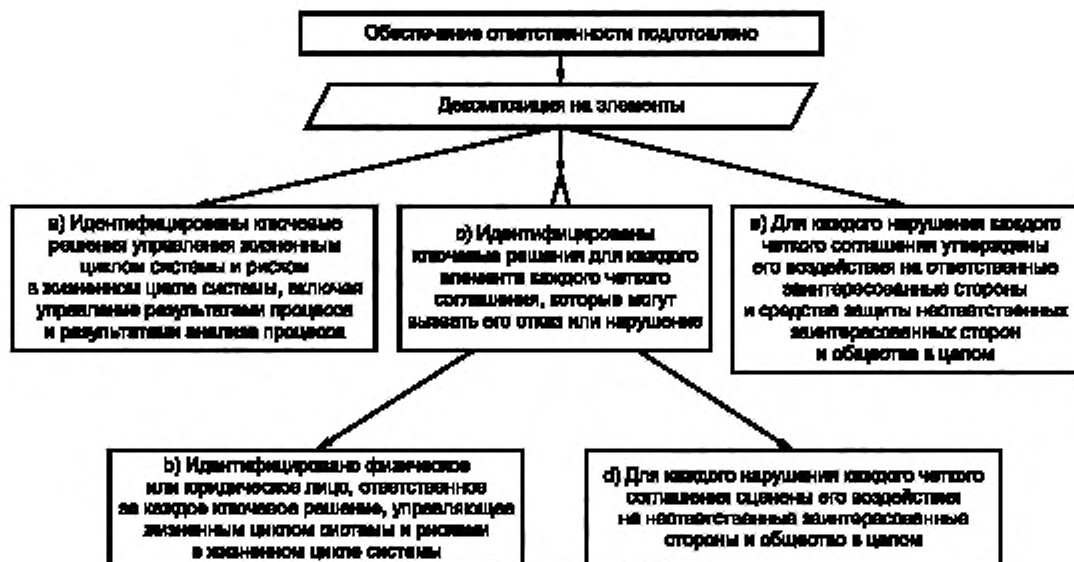 Обеспечение ответственности подготовлено
Декомпозиция на элементы
a) Идентифицированы ключевые
решения управления жизненным
циклом системы и риском
в жизненном цикле системы, включая
управление результатами процесса
и результатами анализа процесса
c) Идентифицированы
ключевые решения для каждого
элемента каждого четкого
соглашения, которые могут
вызвать его отказ или нарушение
e) Для каждого нарушения каждого
четкого соглашения утверждены
его воздействия на ответственные
заинтересованные стороны
и средства защиты неответственных
заинтересованных сторон
и общества в целом
b) Идентифицировано физическое
или юридическое лицо, ответственное
за каждое ключевое решение, управляющее
жизненным циклом системы и рисками
в жизненном цикле системы
d) Для каждого нарушения каждого четкого
соглашения оценены его воздействия
на неответственные заинтересованные
стороны и общество в целом